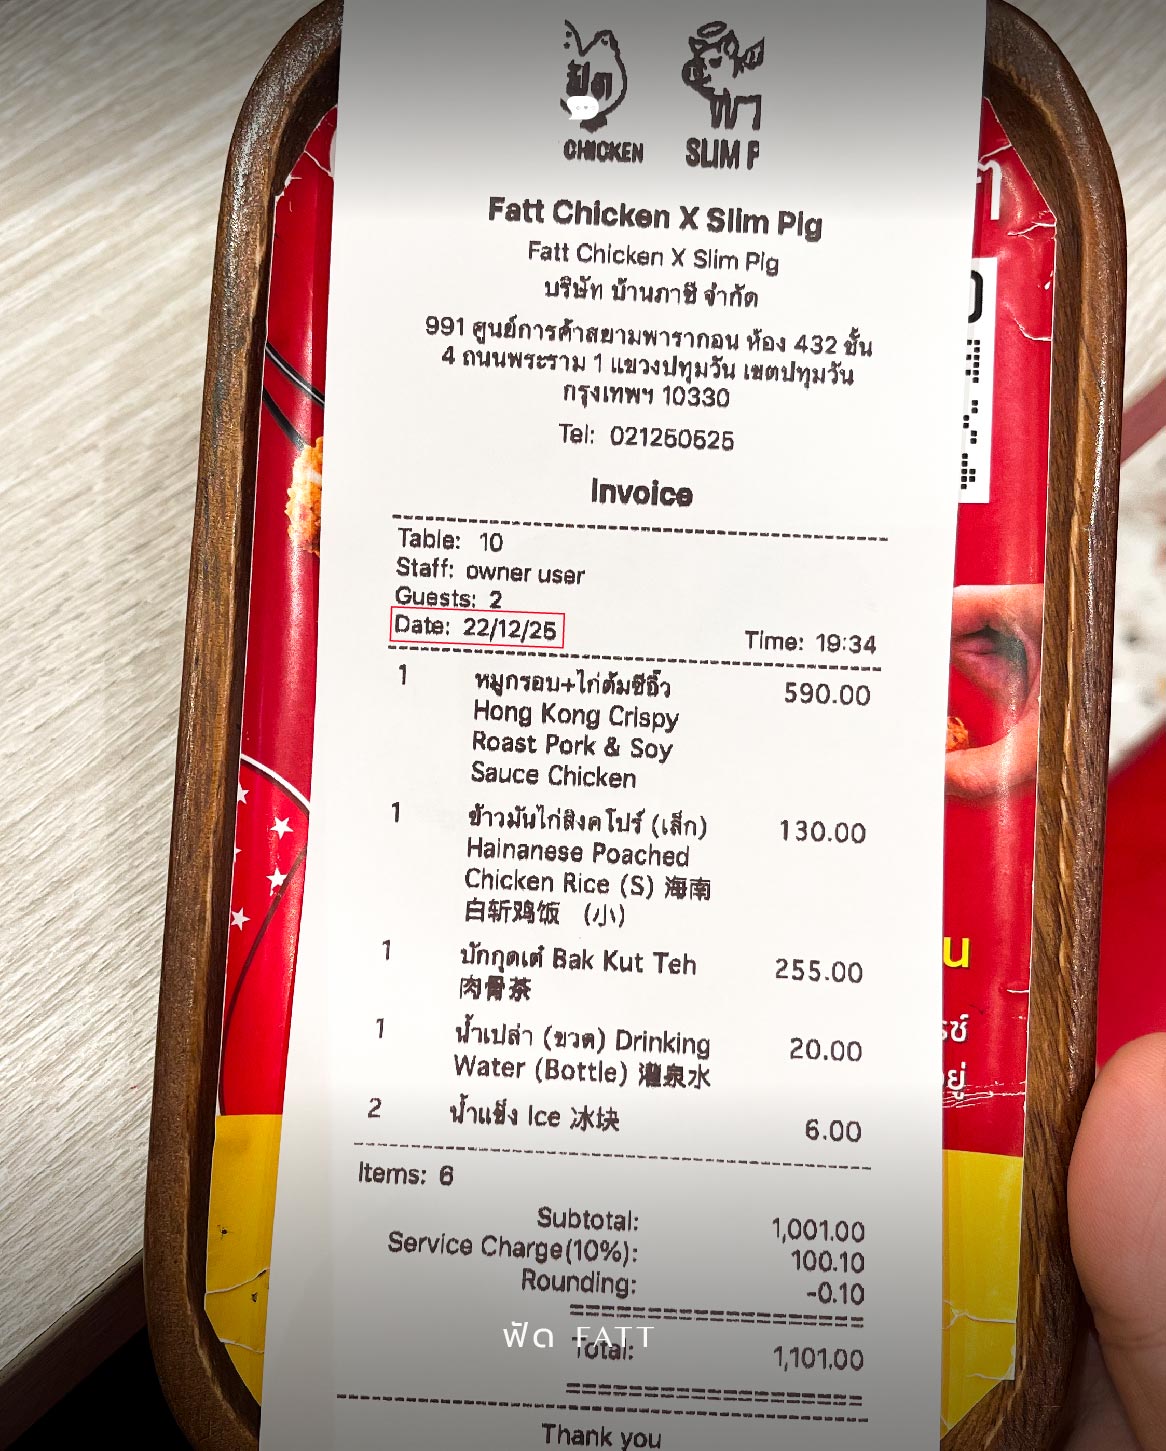 ฟัด
CHICKEN
SLIM P
Fatt Chicken X Slim Pig
Fatt Chicken X Slim Pig
บริษัท บ้านภาชี จำกัด
991 ศูนย์การค้าสยามพารากอน ห้อง 432 ชั้น
4 ถนนพระราม 1 แขวงปทุมวัน เขตปทุมวัน
กรุงเทพฯ 10330
Tel: 021250525
Invoice
Table: 10
Staff: owner user
Guests: 2
Date: 22/12/25 Time: 19:34
1 หมูกรอบ+ไก่ต้มซีอิ๊ว 590.00
Hong Kong Crispy
Roast Pork & Soy
Sauce Chicken
1 ข้าวมันไก่สิงคโปร์ (เล็ก) 130.00
Hainanese Poached
Chicken Rice (S) 海南
白斩鸡饭 (小)
1 บักกุดเต๋ Bak Kut Teh 255.00
肉骨茶
1 น้ำเปล่า (ขวด) Drinking 20.00
Water (Bottle) 灌泉水
2 น้ำแข็ง Ice 冰块 6.00
Items: 6
Subtotal: 1,001.00
Service Charge(10%): 100.10
Rounding: -0.10
ฟัด FATT
Total: 1,101.00
Thank you